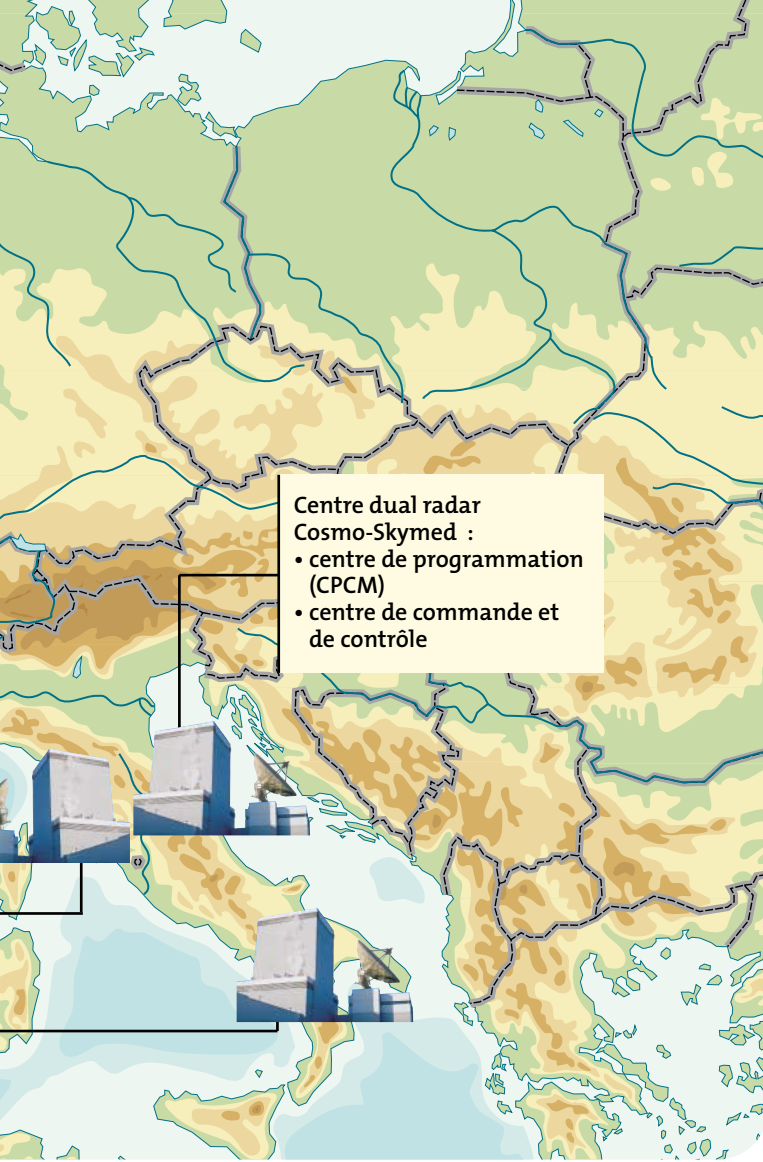 Centre dual radar
Cosmo-Skymed :
• centre de programmation
(CPCM)
• centre de commande et
de contrôle